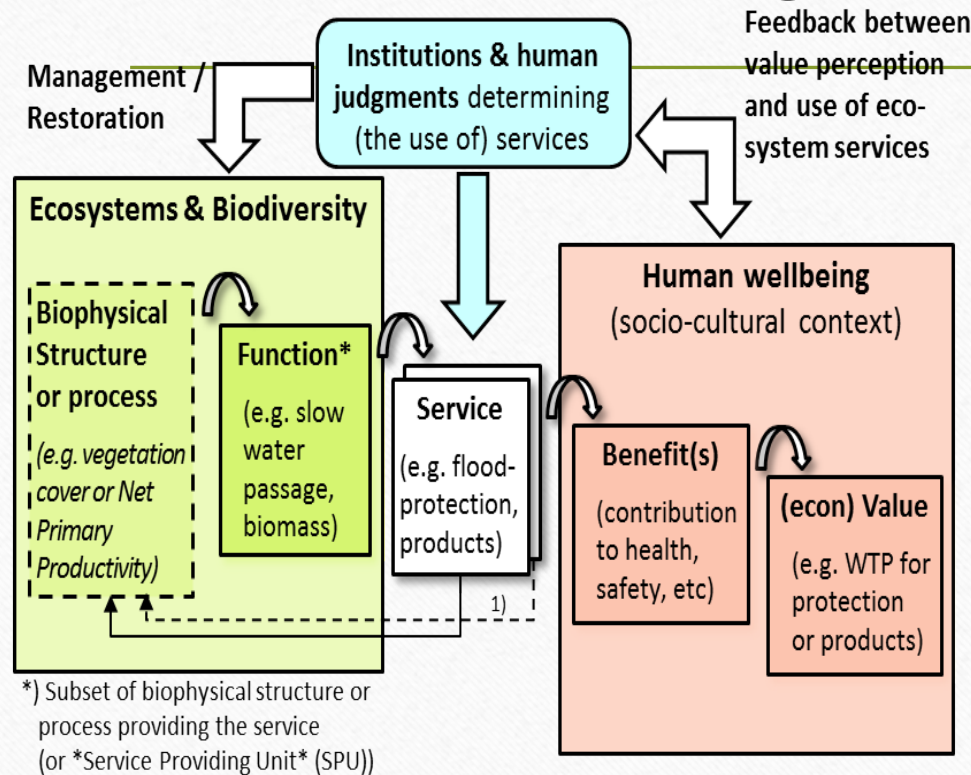 Feedback between
value perception
and use of eco-
system services
Management /
Restoration
Institutions & human
judgments determining
(the use of) services
Ecosystems & Biodiversity
Biophysical
Structure
or process
(e.g. vegetation
cover or Net
Primary
Productivity)
Function*
(e.g. slow
water
passage,
biomass)
Service
(e.g. flood-
protection,
products)
1)
Human wellbeing
(socio-cultural context)
Benefit(s)
(contribution
to health,
safety, etc)
(econ) Value
(e.g. WTP for
protection
or products)
*) Subset of biophysical structure or
process providing the service
(or *Service Providing Unit* (SPU))